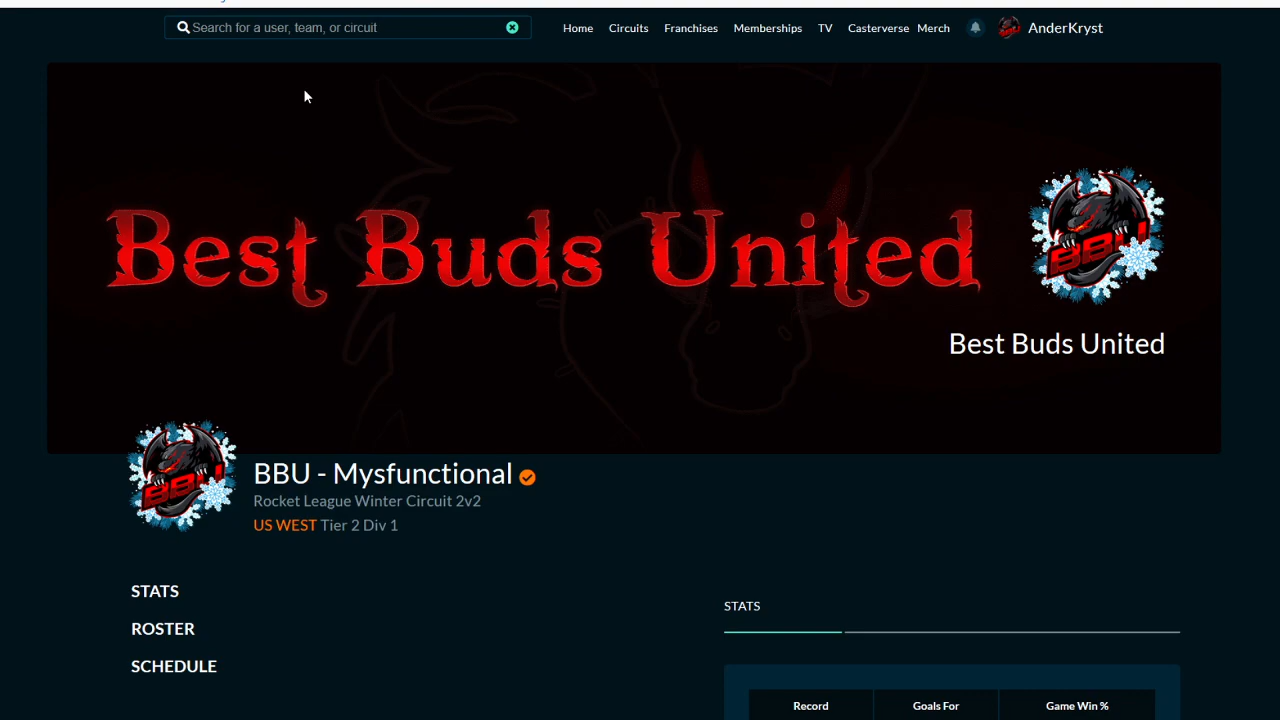 Search for a user, team, or circuit
Home Circuits Franchises Memberships TV Casterverse Merch AnderKryst
Best Buds United
BBU
Best Buds United
BBU
BBU - Mysfunctional
Rocket League Winter Circuit 2v2
US WEST Tier 2 Div 1
STATS
ROSTER
SCHEDULE
STATS
Record Goals For Game Win %